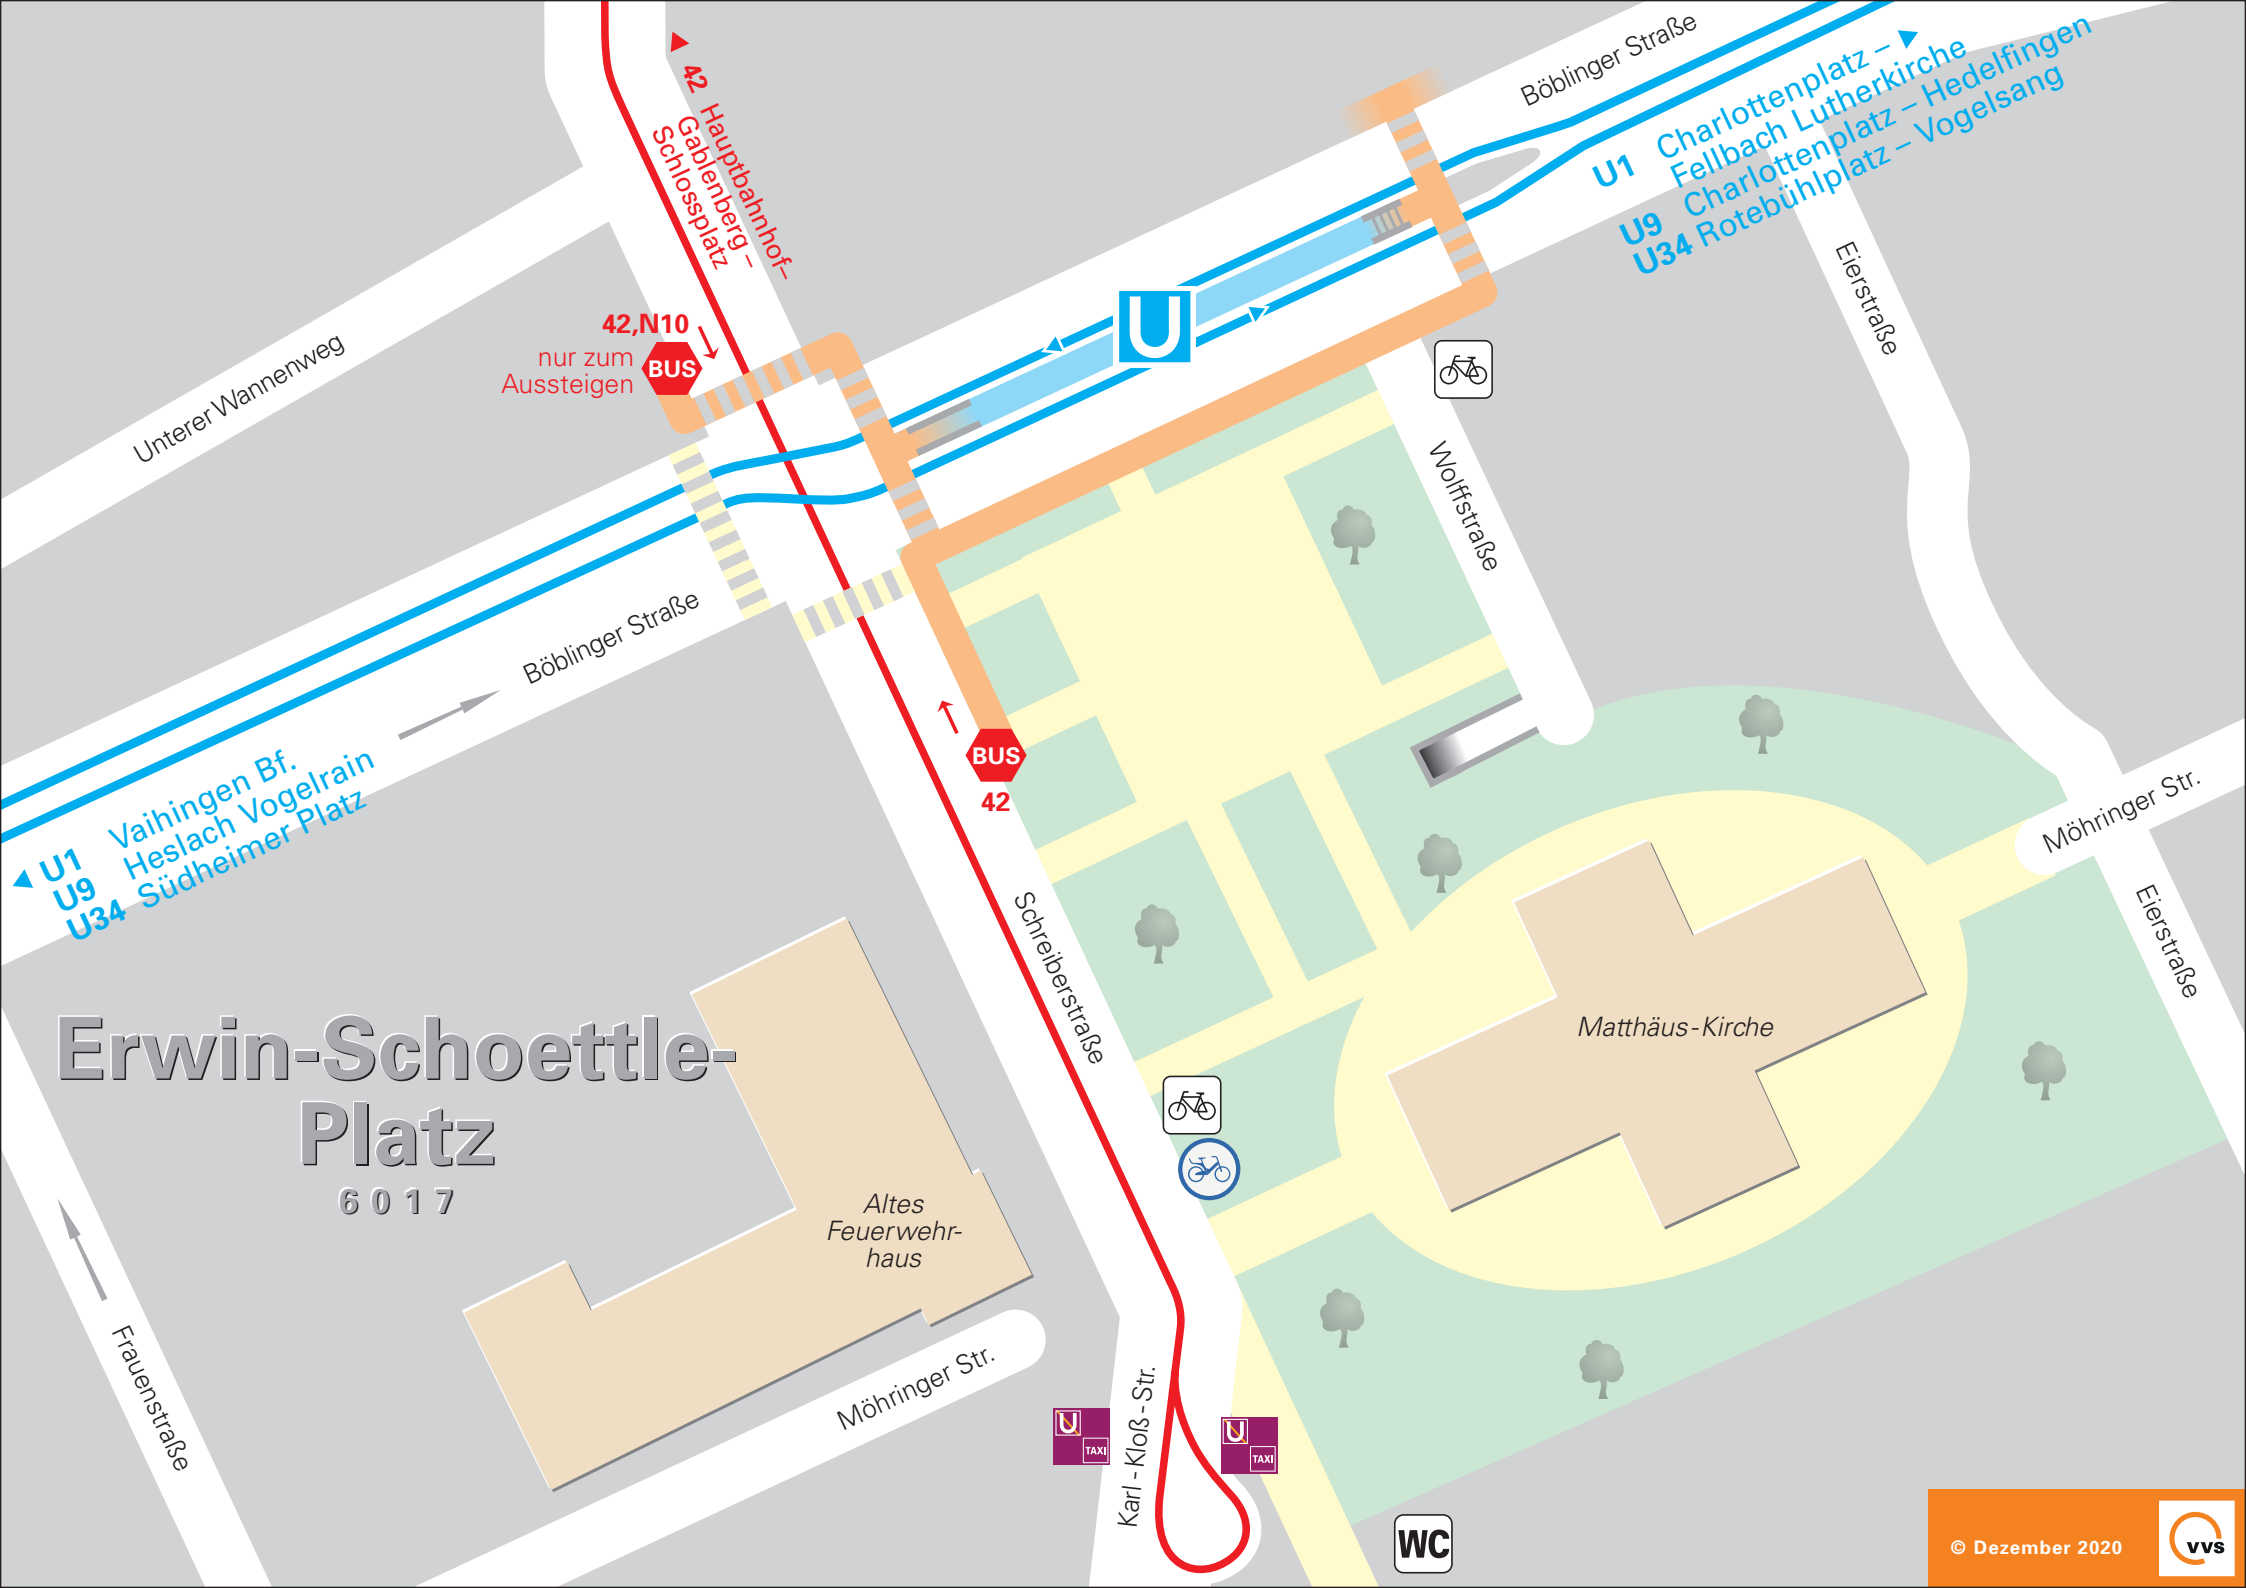 Böblinger Straße
U1 Charlottenplatz –
Fellbach Lutherkirche
U9 Charlottenplatz – Hedelfingen
U34 Rotebühlplatz – Vogelsang
42 Hauptbahnhof–
Gablenberg –
Schlossplatz
Eierstraße
42,N10
nur zum
Aussteigen
BUS
U
Unterer Wannenweg
Wolffstraße
Böblinger Straße
BUS
42
U1 Vaihingen Bf.
U9 Heslach Vogelrain
U34 Südheimer Platz
Möhringer Str.
Eierstraße
Schreiberstraße
Erwin-Schoettle-
Platz
6017
Matthäus-Kirche
Altes
Feuerwehr-
haus
Frauenstraße
Möhringer Str.
Karl-Kloß-Str.
U
TAXI
U
TAXI
WC
© Dezember 2020
vvs